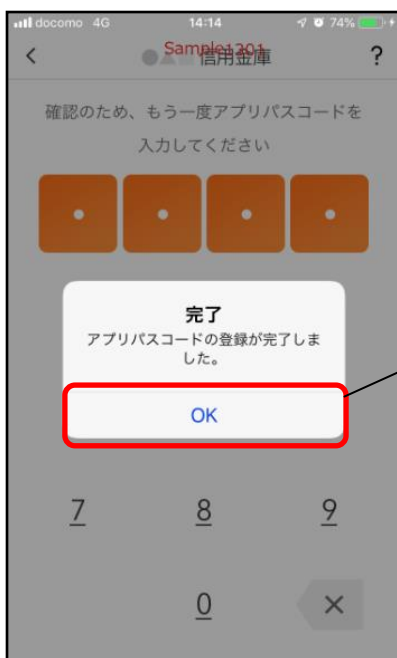 docomo 4G 14:14 74%
Sample1201
●▲■信用金庫 ?
確認のため、もう一度アプリパスコードを
入力してください
完了
アプリパスコードの登録が完了しま
した。
OK
7 8 9
0